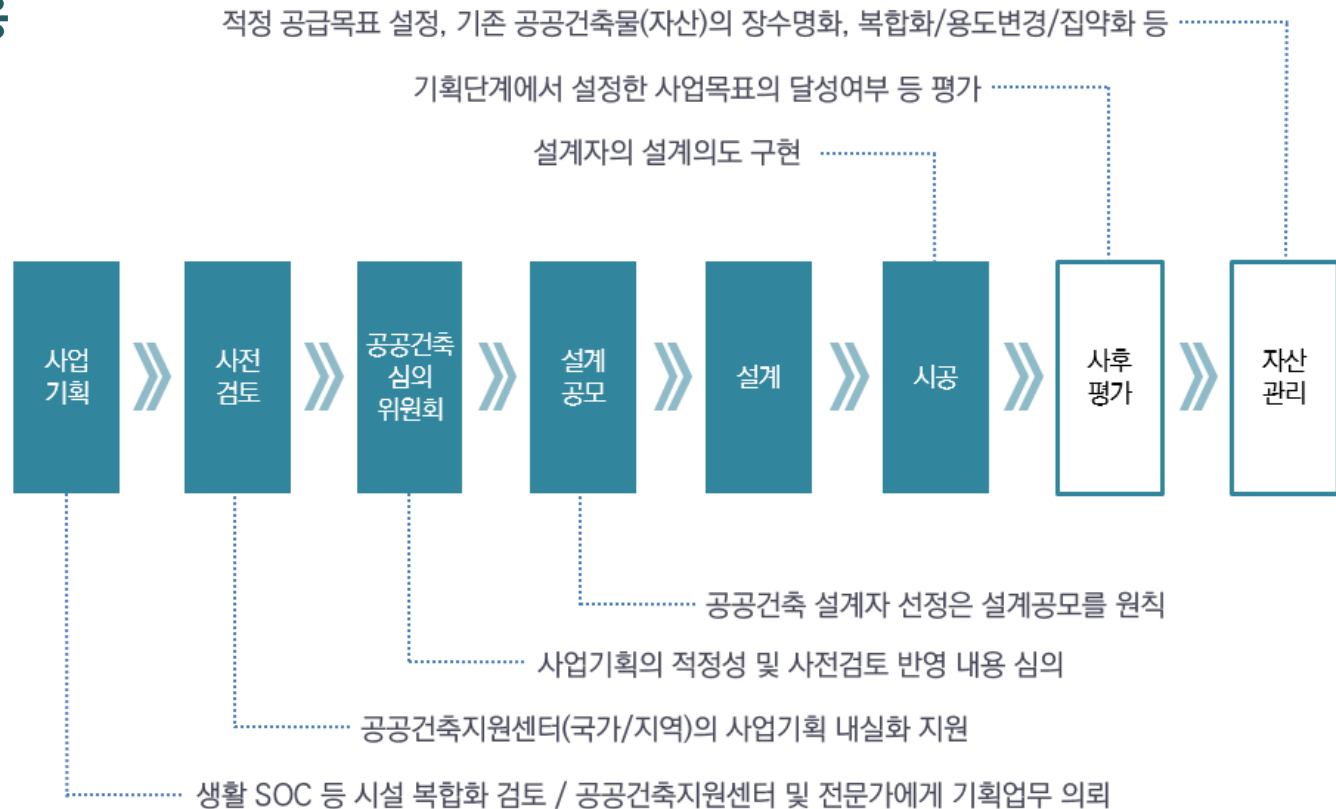 적정 공급목표 설정, 기존 공공건축물(자산)의 장수명화, 복합화/용도변경/집약화 등
기획단계에서 설정한 사업목표의 달성여부 등 평가
설계자의 설계의도 구현
사업
기획
사전
검토
공공건축
심의
위원회
설계
공모
설계
시공
사후
평가
자산
관리
공공건축 설계자 선정은 설계공모를 원칙
사업기획의 적정성 및 사전검토 반영 내용 심의
공공건축지원센터(국가/지역)의 사업기획 내실화 지원
생활 SOC 등 시설 복합화 검토 / 공공건축지원센터 및 전문가에게 기획업무 의뢰